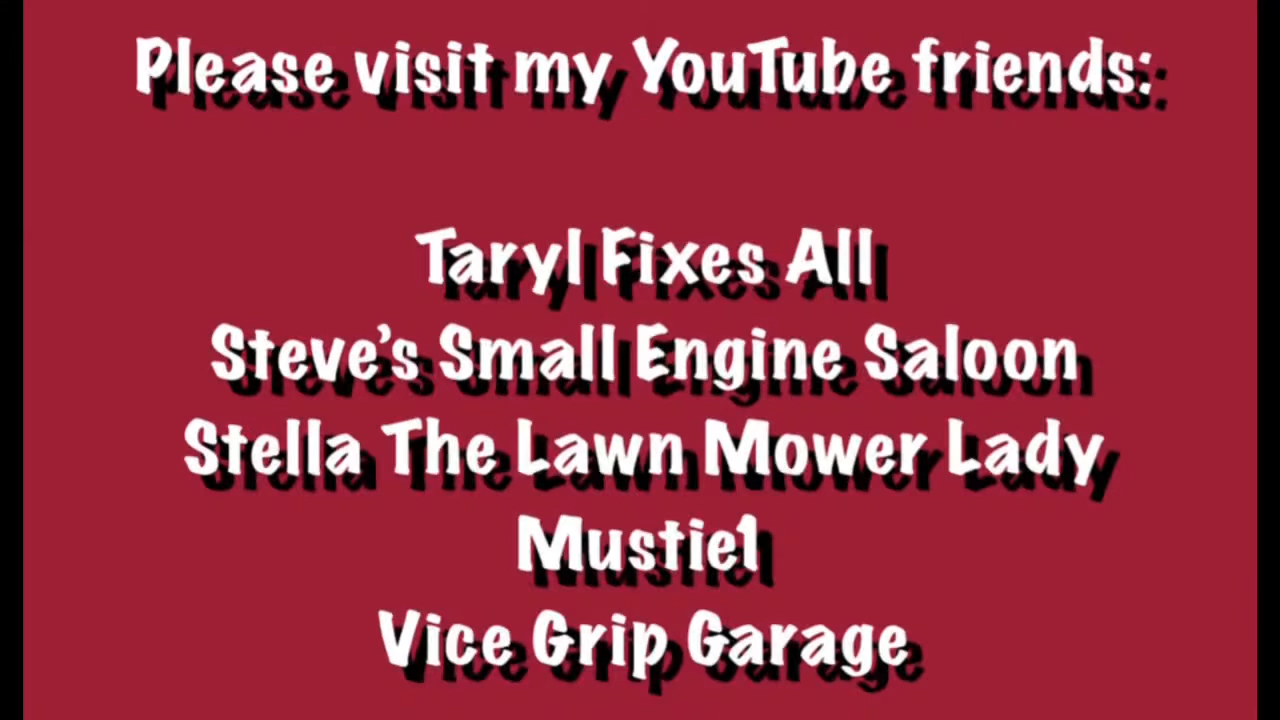 Please visit my YouTube friends:
Taryl Fixes All
Steve's Small Engine Saloon
Stella The Lawn Mower Lady
Mustie1
Vice Grip Garage